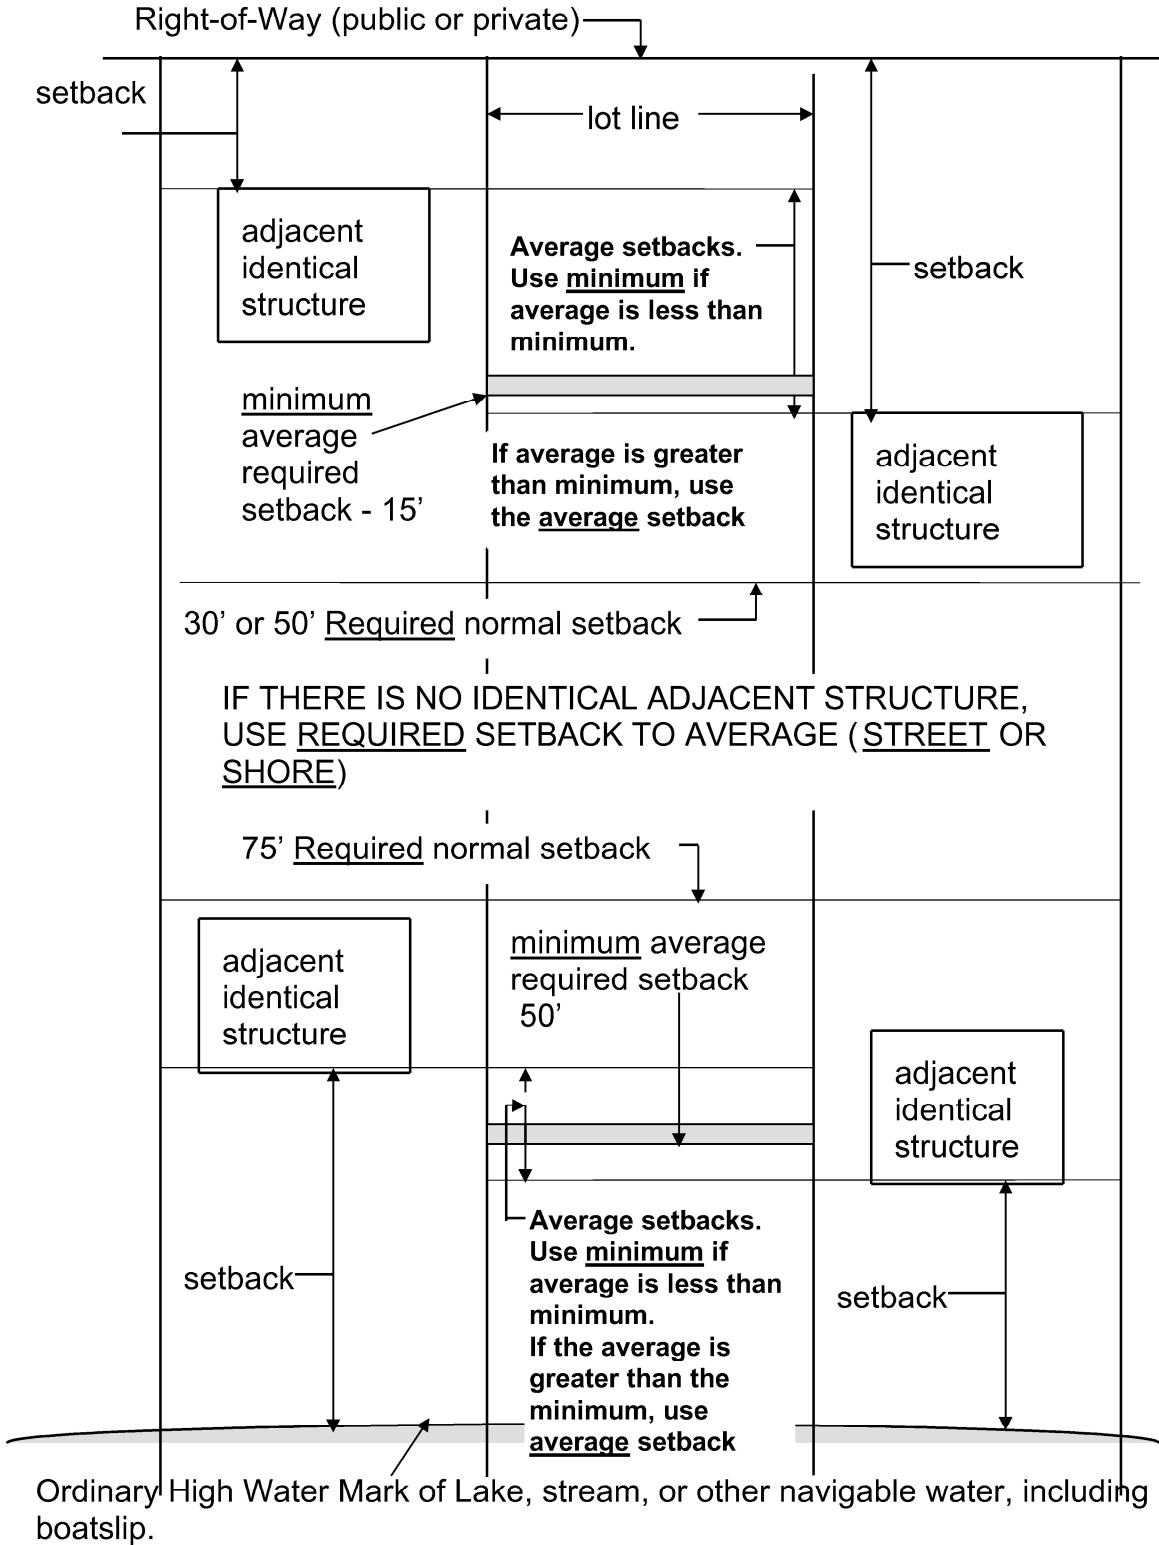 Right-of-Way (public or private)
setback
lot line
adjacent
identical
structure
Average setbacks.
Use minimum if
average is less than
minimum.
setback
minimum
average
required
setback - 15’
If average is greater
than minimum, use
the average setback
adjacent
identical
structure
30’ or 50’ Required normal setback
IF THERE IS NO IDENTICAL ADJACENT STRUCTURE,
USE REQUIRED SETBACK TO AVERAGE (STREET OR
SHORE)
75’ Required normal setback
adjacent
identical
structure
minimum average
required setback
50’
adjacent
identical
structure
setback
Average setbacks.
Use minimum if
average is less than
minimum.
If the average is
greater than the
minimum, use
average setback
setback
Ordinary High Water Mark of Lake, stream, or other navigable water, including
boatslip.